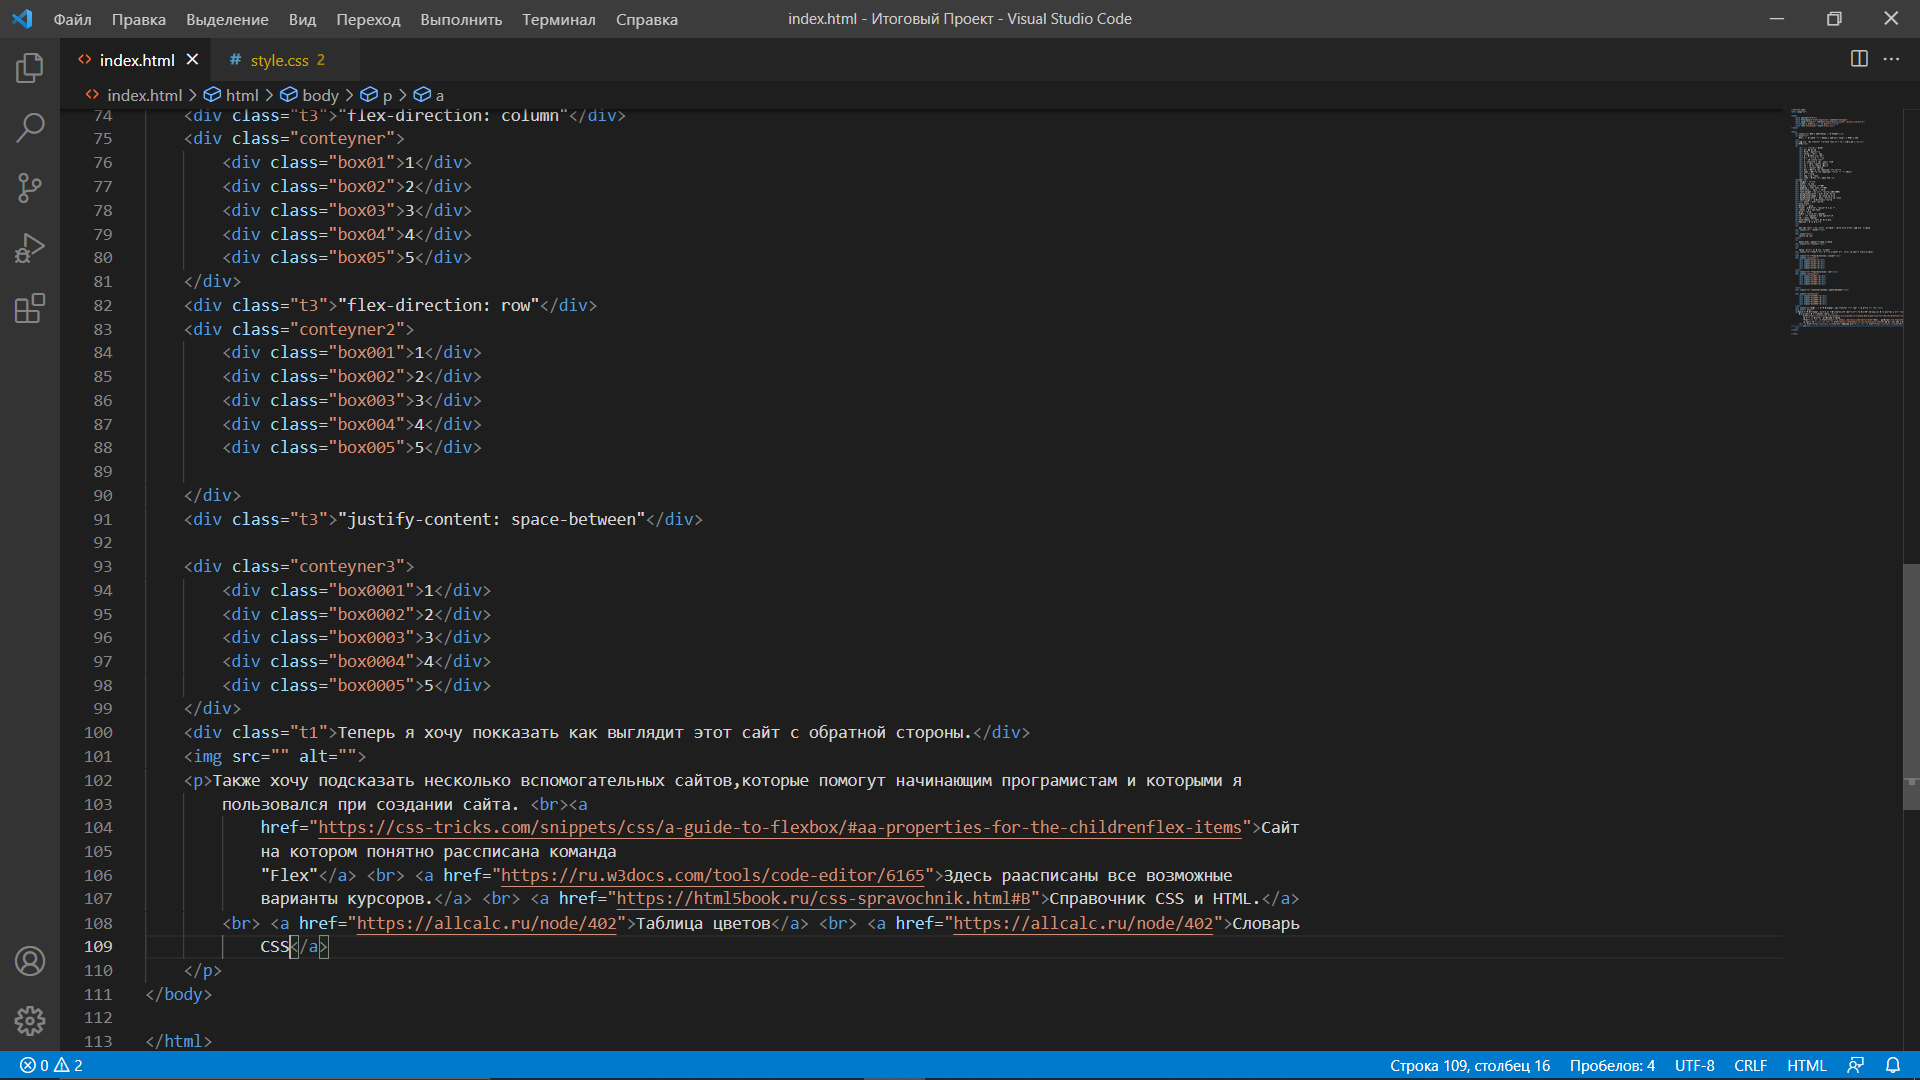 Файл Правка Выделение Вид Переход Выполнить Терминал Справка index.html - Итоговый Проект - Visual Studio Code
index.html style.css 2
index.html > html > body > p > a
74 <div class="t3">"flex-direction: column"</div>
75 <div class="conteyner">
76 <div class="box01">1</div>
77 <div class="box02">2</div>
78 <div class="box03">3</div>
79 <div class="box04">4</div>
80 <div class="box05">5</div>
81 </div>
82 <div class="t3">"flex-direction: row"</div>
83 <div class="conteyner2">
84 <div class="box001">1</div>
85 <div class="box002">2</div>
86 <div class="box003">3</div>
87 <div class="box004">4</div>
88 <div class="box005">5</div>
89
90 </div>
91 <div class="t3">"justify-content: space-between"</div>
92
93 <div class="conteyner3">
94 <div class="box0001">1</div>
95 <div class="box0002">2</div>
96 <div class="box0003">3</div>
97 <div class="box0004">4</div>
98 <div class="box0005">5</div>
99 </div>
100 <div class="t1">Теперь я хочу покказать как выглядит этот сайт с обратной стороны.</div>
101 <img src="" alt="">
102 <p>Также хочу подсказать несколько вспомогательных сайтов,которые помогут начинающим програмистам и которыми я
103 пользовался при создании сайта. <br><a
104 href="https://css-tricks.com/snippets/css/a-guide-to-flexbox/#aa-properties-for-the-childrenflex-items">Сайт
105 на котором понятно рассписана команда
106 "Flex"</a> <br> <a href="https://ru.w3docs.com/tools/code-editor/6165">Здесь раасписаны все возможные
107 варианты курсоров.</a> <br> <a href="https://html5book.ru/css-spravochnik.html#B">Справочник CSS и HTML.</a>
108 <br> <a href="https://allcalc.ru/node/402">Таблица цветов</a> <br> <a href="https://allcalc.ru/node/402">Словарь
109 CSS</a>
110 </p>
111 </body>
112
113 </html>
0 2 Строка 109, столбец 16 Пробелов: 4 UTF-8 CRLF HTML